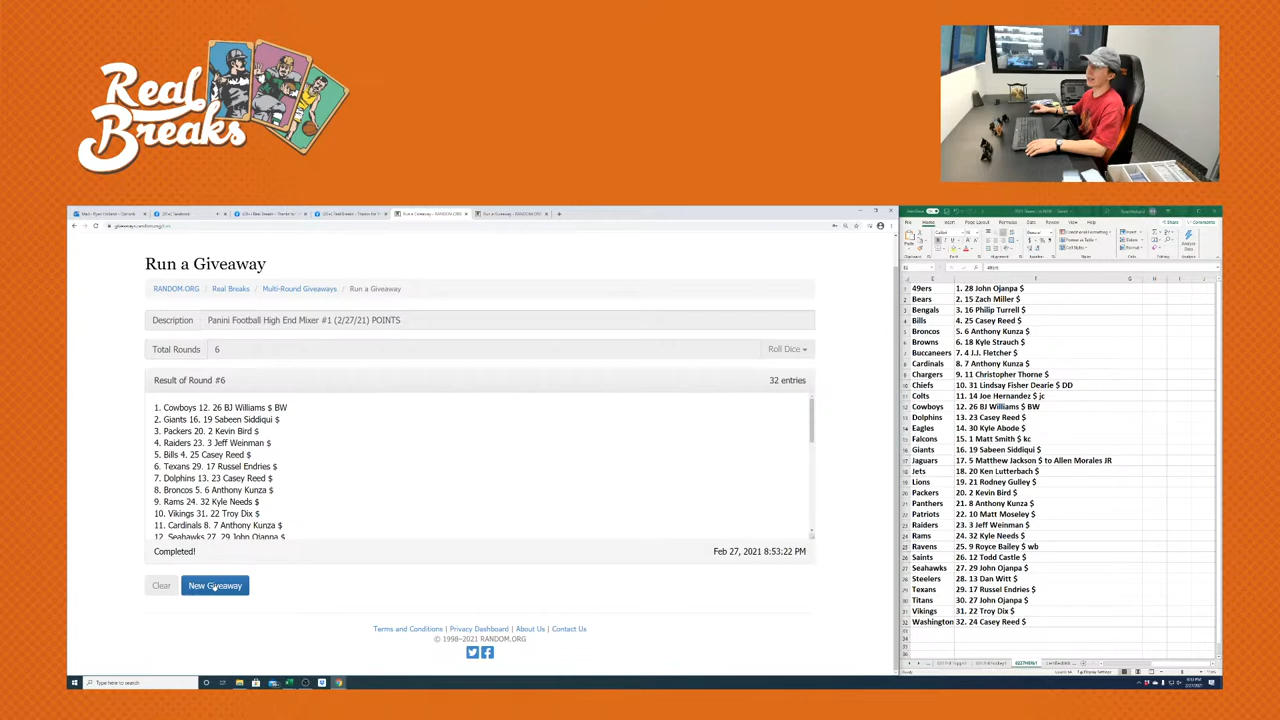 Real
Breaks
Run a Giveaway
RANDOM.ORG | Real Breaks | Multi-Round Giveaways | Run a Giveaway
Description Panini Football High End Mixer #1 (2/27/21) POINTS
Total Rounds 6 Roll Dice
Result of Round #6 32 entries
1. Cowboys 12. 26 BJ Williams $ BW
2. Giants 16. 19 Sabeen Siddiqui $
3. Packers 20. 2 Kevin Bird $
4. Raiders 23. 3 Jeff Weinman $
5. Bills 4. 25 Casey Reed $
6. Texans 29. 17 Russel Endries $
7. Dolphins 13. 23 Casey Reed $
8. Broncos 5. 6 Anthony Kunza $
9. Rams 24. 32 Kyle Needs $
10. Vikings 31. 22 Troy Dix $
11. Cardinals 8. 7 Anthony Kunza $
12. Seahawks 27. 29 John Ojanpa $
Completed! Feb 27, 2021 8:53:22 PM
Clear New Giveaway
Terms and Conditions | Privacy Dashboard | About Us | Contact Us
© 1998–2021 RANDOM.ORG
Type here to search
49ers 1. 28 John Ojanpa $
Bears 2. 15 Zach Miller $
Bengals 3. 16 Philip Turrell $
Bills 4. 25 Casey Reed $
Broncos 5. 6 Anthony Kunza $
Browns 6. 18 Kyle Strauch $
Buccaneers 7. 4 J.J. Fletcher $
Cardinals 8. 7 Anthony Kunza $
Chargers 9. 11 Christopher Thorne $
Chiefs 10. 31 Lindsay Fisher Dearie $ DD
Colts 11. 14 Joe Hernandez $ jc
Cowboys 12. 26 BJ Williams $ BW
Dolphins 13. 23 Casey Reed $
Eagles 14. 30 Kyle Abode $
Falcons 15. 1 Matt Smith $ kc
Giants 16. 19 Sabeen Siddiqui $
Jaguars 17. 5 Matthew Jackson $ to Allen Morales JR
Jets 18. 20 Ken Lutterbach $
Lions 19. 21 Rodney Gulley $
Packers 20. 2 Kevin Bird $
Panthers 21. 8 Anthony Kunza $
Patriots 22. 10 Matt Moseley $
Raiders 23. 3 Jeff Weinman $
Rams 24. 32 Kyle Needs $
Ravens 25. 9 Royce Bailey $ wb
Saints 26. 12 Todd Castle $
Seahawks 27. 29 John Ojanpa $
Steelers 28. 13 Dan Witt $
Texans 29. 17 Russel Endries $
Titans 30. 27 John Ojanpa $
Vikings 31. 22 Troy Dix $
Washington 32. 24 Casey Reed $